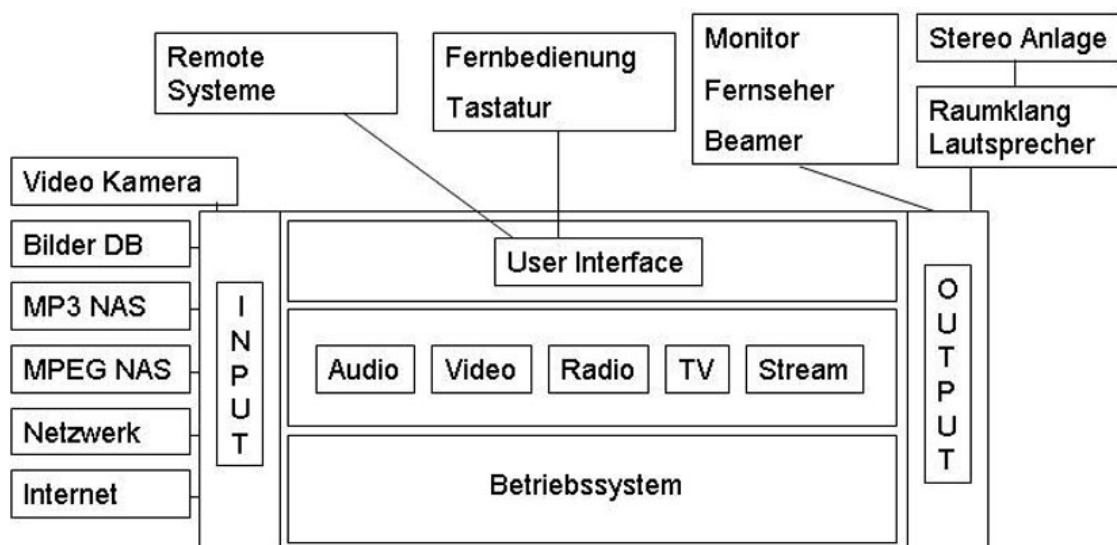 Remote
Systeme
Fernbedienung
Tastatur
Monitor
Fernseher
Beamer
Stereo Anlage
Raumklang
Lautsprecher
Video Kamera
Bilder DB
MP3 NAS
MPEG NAS
Netzwerk
Internet
INPUT
User Interface
Audio Video Radio TV Stream
Betriebssystem
OUTPUT